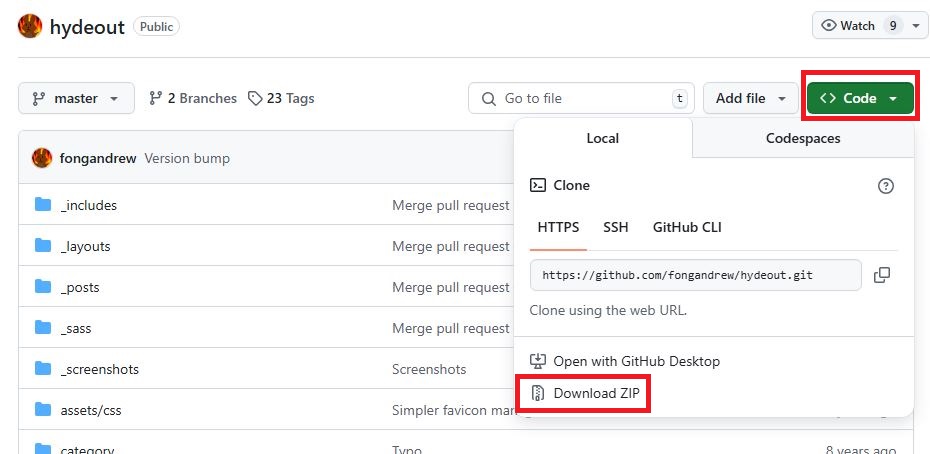 hydeout Public Watch 9
master 2 Branches 23 Tags Go to file t Add file <> Code
Local Codespaces
fongandrew Version bump
Clone
_includes Merge pull request
HTTPS SSH GitHub CLI
_layouts Merge pull request
https://github.com/fongandrew/hydeout.git
_posts Merge pull request
Clone using the web URL.
_sass Merge pull request
_screenshots Screenshots
Open with GitHub Desktop
Download ZIP
assets/css Simpler favicon man
category Typo 8 years ago